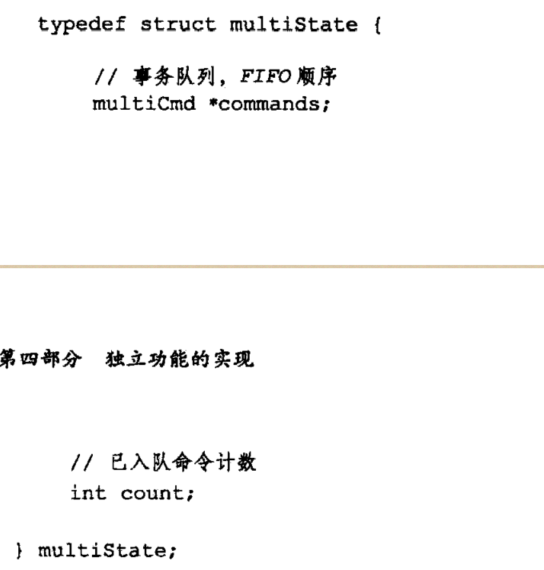 typedef struct multiState {
// 事务队列，FIFO 顺序
multiCmd *commands;
第四部分 独立功能的实现
// 已入队命令计数
int count;
} multiState;